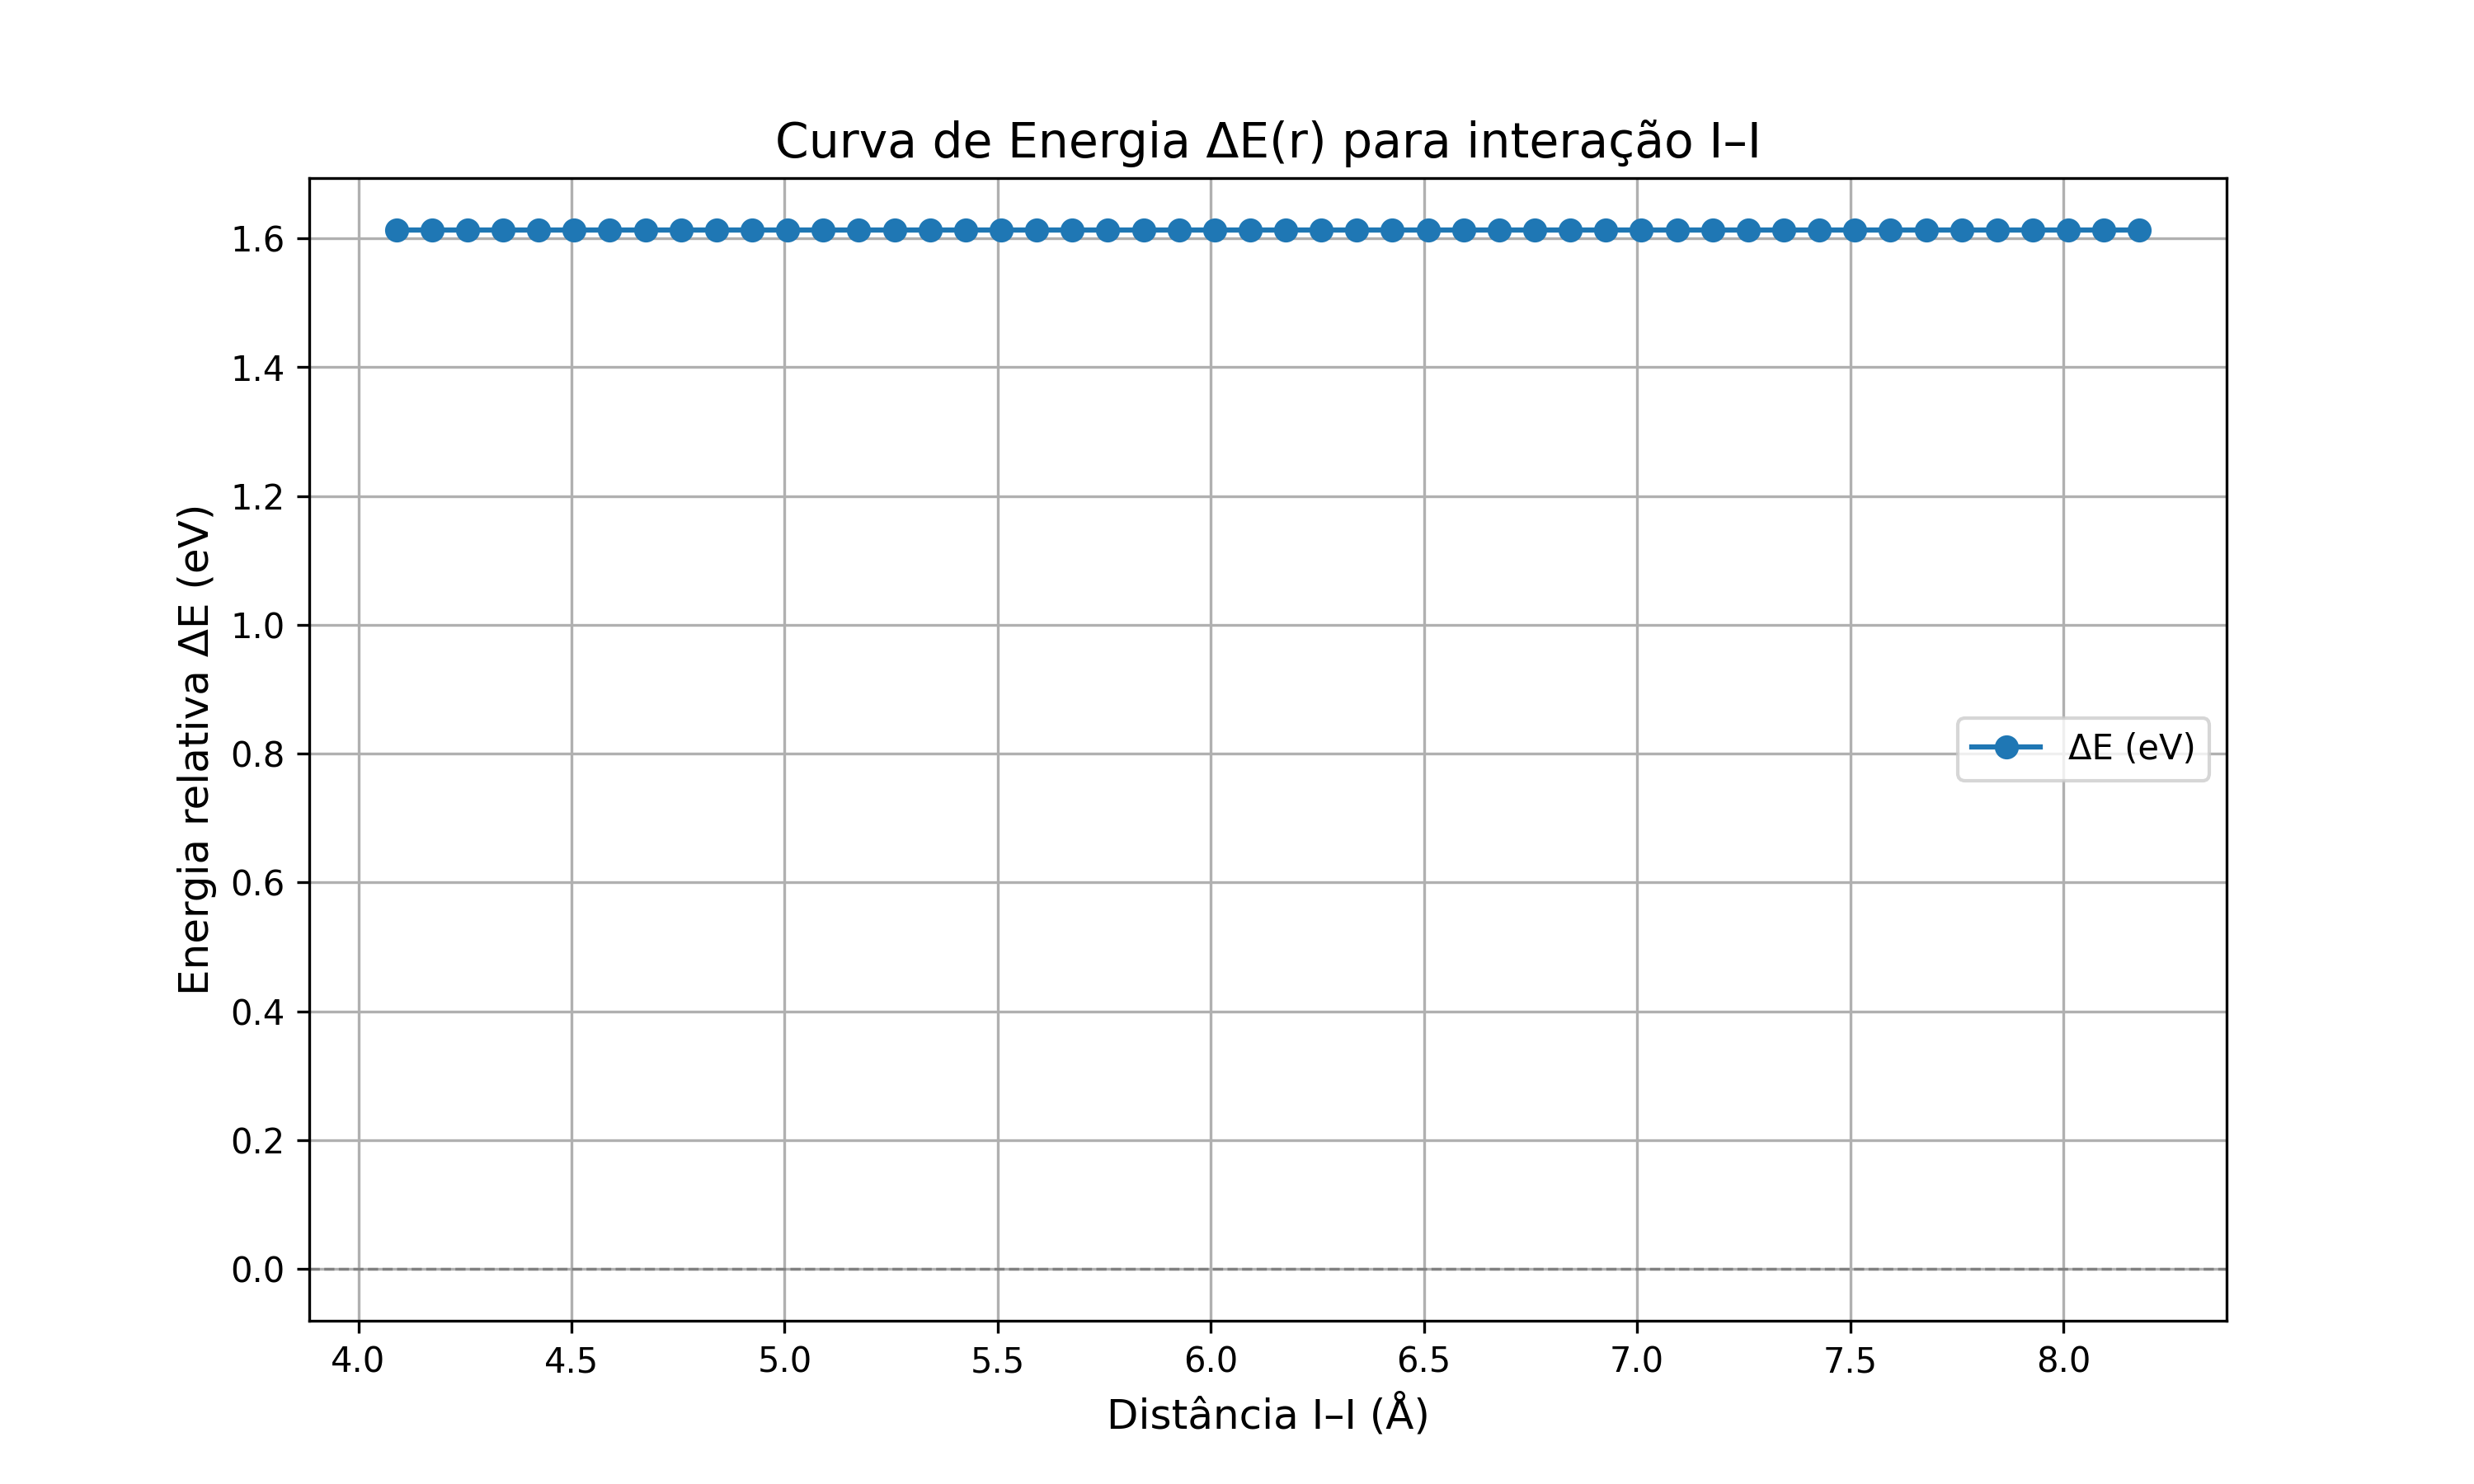 Curva de Energia ΔE(r) para interação I–I
Energia relativa ΔE (eV)
1.6
1.4
1.2
1.0
0.8
0.6
0.4
0.2
0.0
ΔE (eV)
4.0 4.5 5.0 5.5 6.0 6.5 7.0 7.5 8.0
Distância I–I (Å)